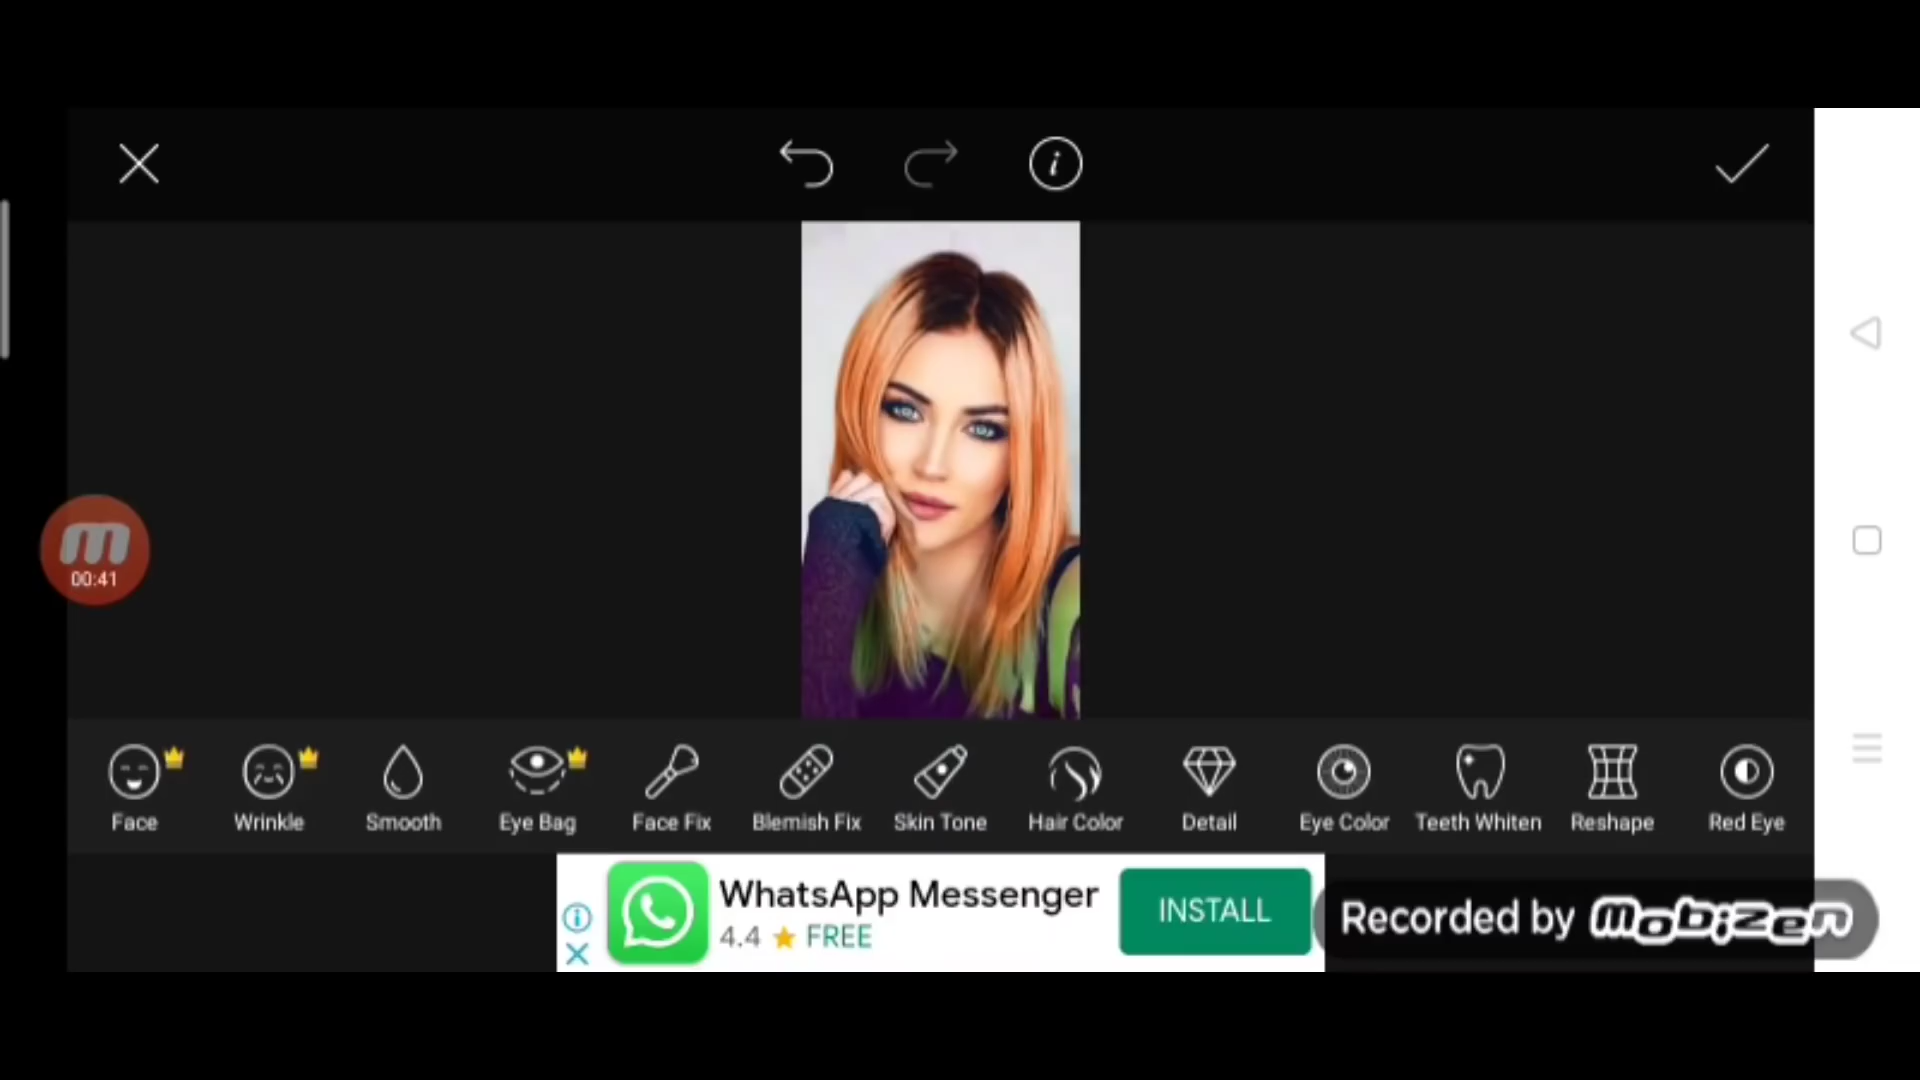 00:41
Face
Wrinkle
Smooth
Eye Bag
Face Fix
Blemish Fix
Skin Tone
Hair Color
Detail
Eye Color
Teeth Whiten
Reshape
Red Eye
WhatsApp Messenger
4.4 ★ FREE
INSTALL
Recorded by mobizen